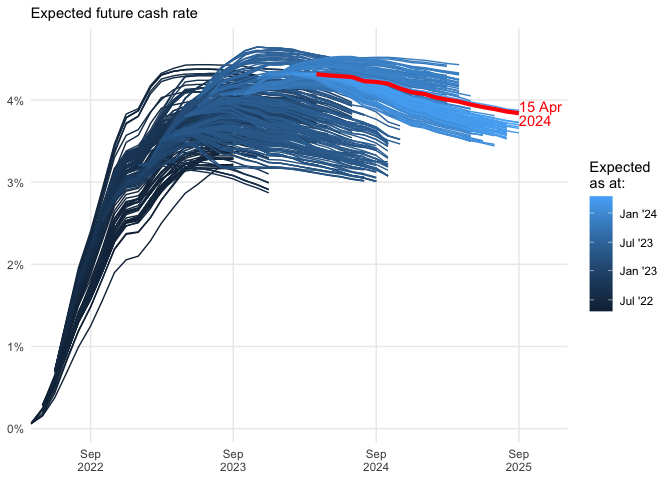 Expected future cash rate
4%
3%
2%
1%
0%
Sep
2022
Sep
2023
Sep
2024
Sep
2025
15 Apr
2024
Expected
as at:
Jan '24
Jul '23
Jan '23
Jul '22